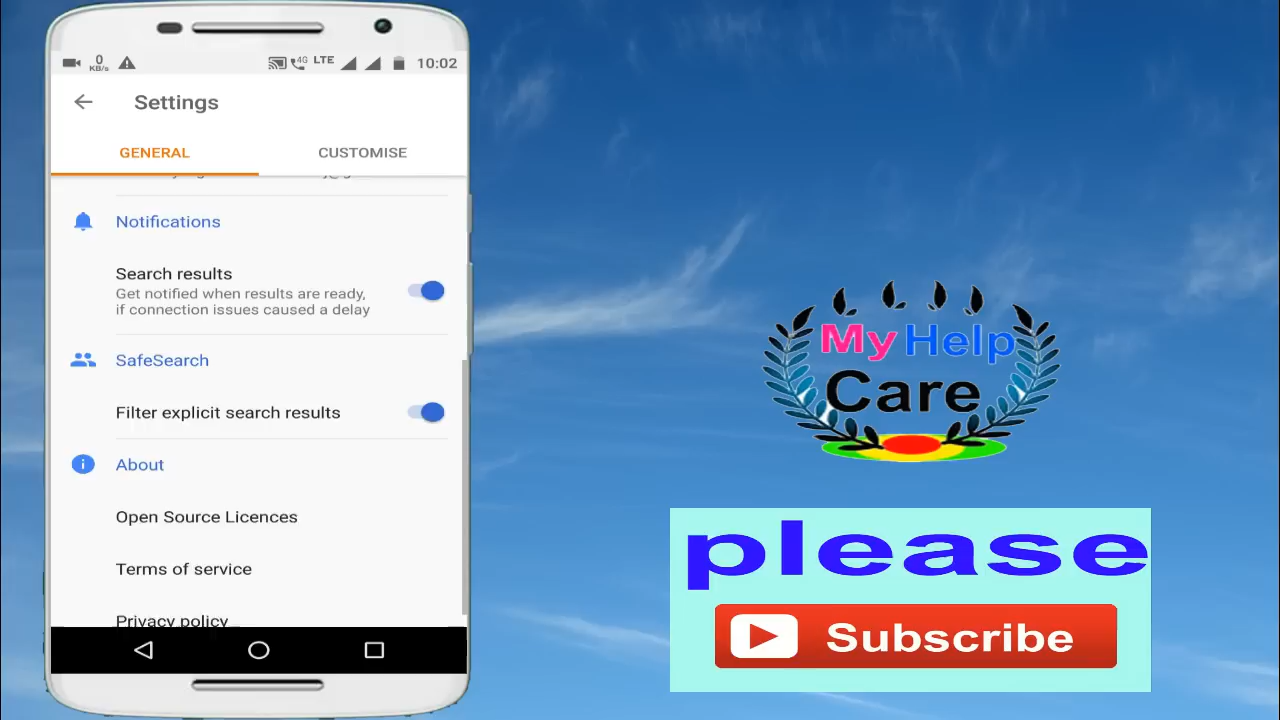 0
KB/s
4G
LTE
10:02
Settings
GENERAL
CUSTOMISE
Notifications
Search results
Get notified when results are ready,
if connection issues caused a delay
SafeSearch
Filter explicit search results
About
Open Source Licences
Terms of service
Privacy policy
My Help
Care
please
Subscribe